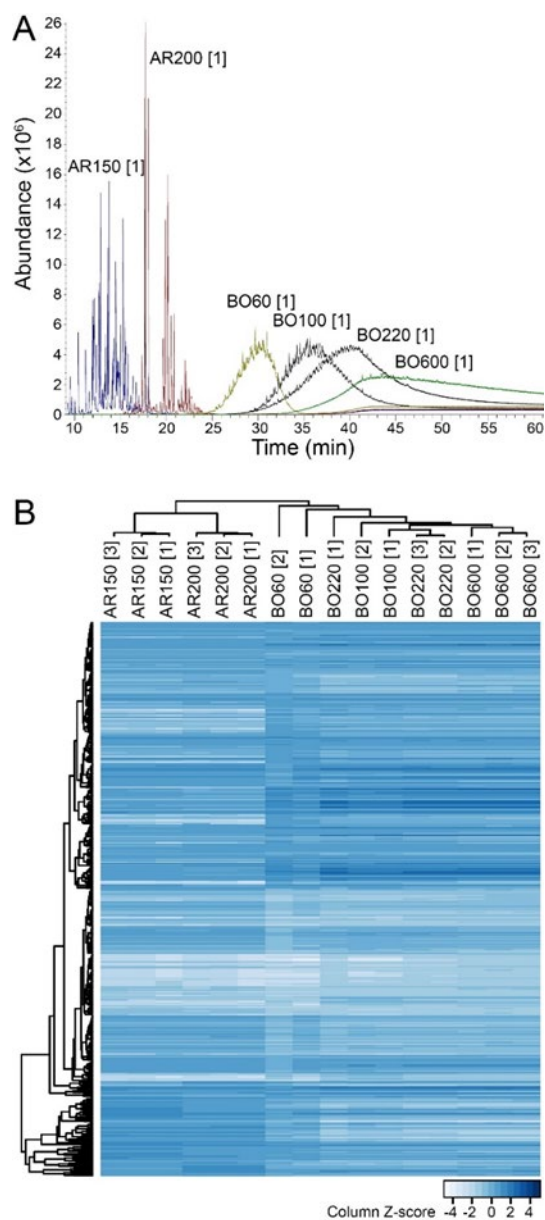 A
Abundance (x10⁶)
26
24
22
20
18
16
14
12
10
8
6
4
2
0
AR200 [1]
AR150 [1]
BO60 [1]
BO100 [1]
BO220 [1]
BO600 [1]
10 15 20 25 30 35 40 45 50 55 60
Time (min)
B
AR150 [3]
AR150 [2]
AR150 [1]
AR200 [3]
AR200 [2]
AR200 [1]
BO60 [2]
BO60 [1]
BO220 [1]
BO100 [2]
BO100 [1]
BO220 [3]
BO220 [2]
BO600 [1]
BO600 [2]
BO600 [3]
Column Z-score
-4 -2 0 2 4